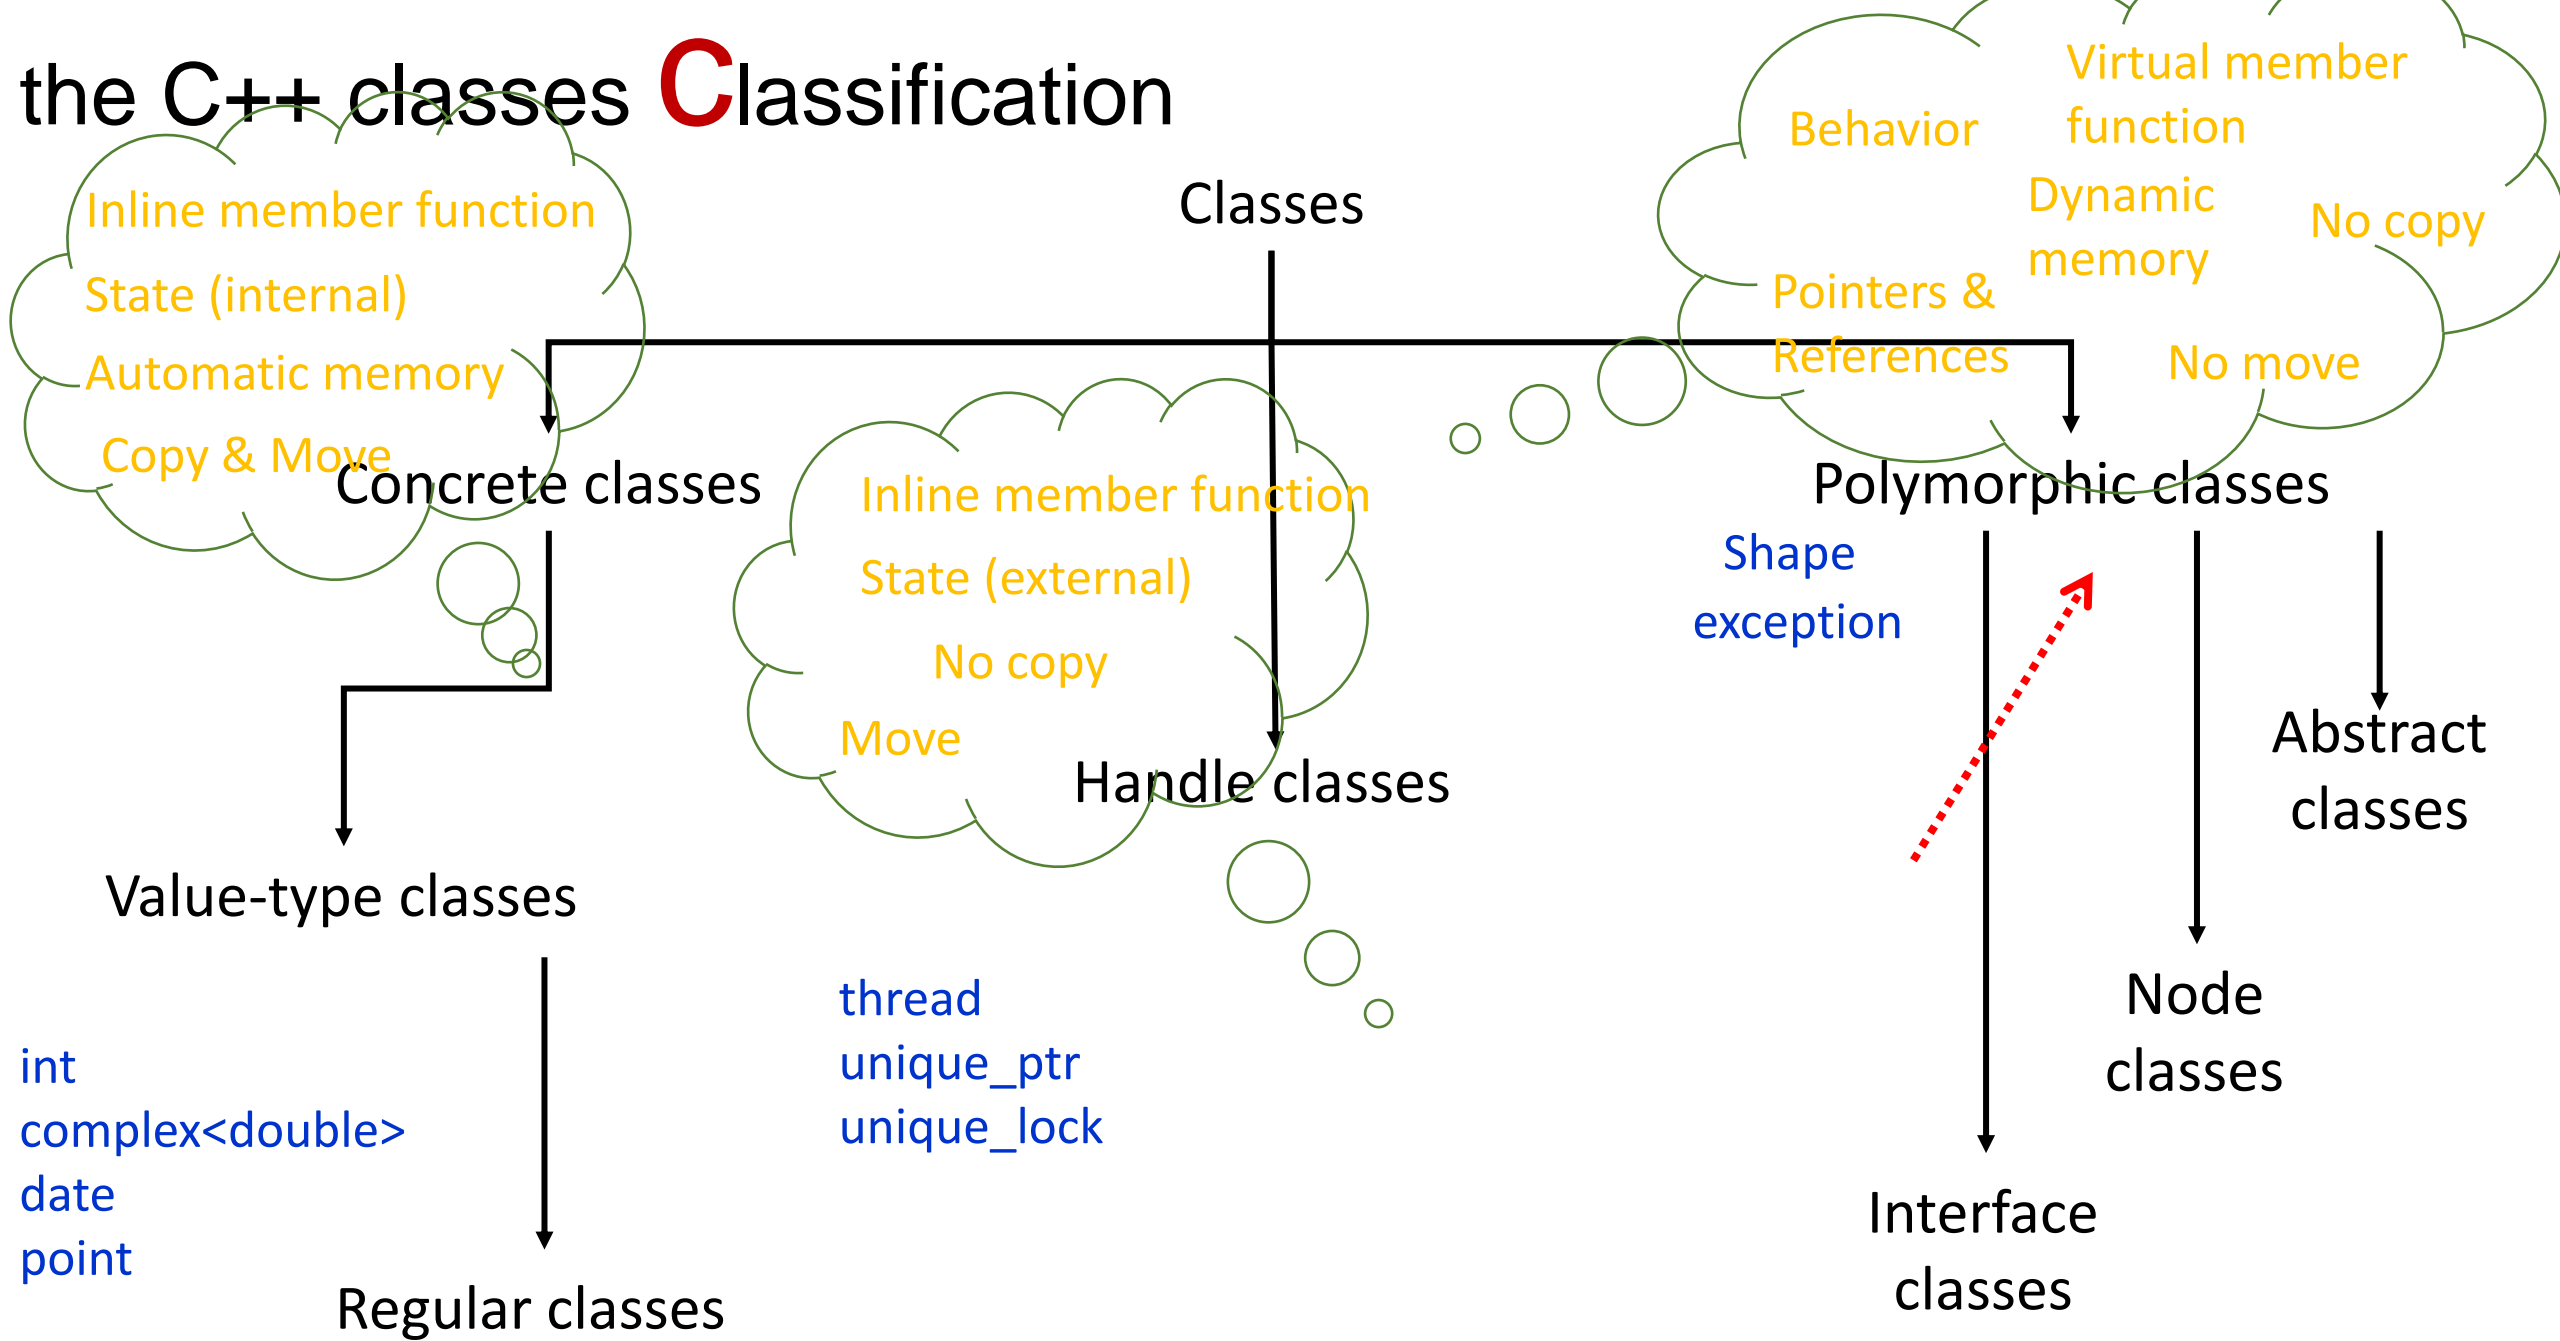 the C++ classes Classification
Inline member function
State (internal)
Automatic memory
Copy & Move
Classes
Behavior
Virtual member
function
Dynamic
memory
No copy
Pointers &
References
No move
Concrete classes
Inline member function
State (external)
No copy
Move
Handle classes
Polymorphic classes
Shape
exception
Abstract
classes
Value-type classes
Node
classes
thread
unique_ptr
unique_lock
int
complex<double>
date
point
Interface
classes
Regular classes